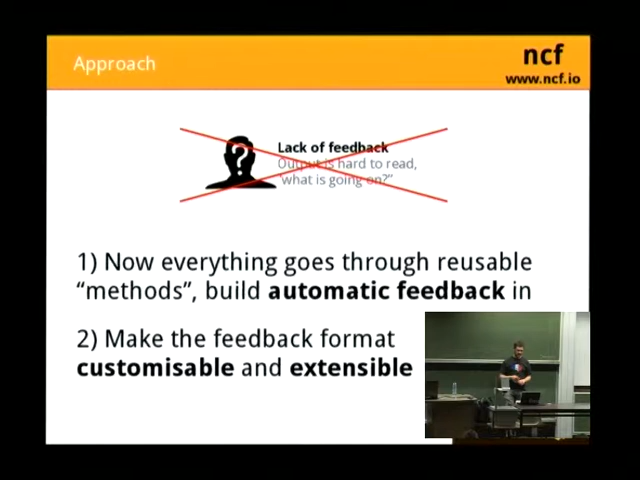 Approach
ncf
www.ncf.io
?
Lack of feedback
Output is hard to read,
“what is going on?”
1) Now everything goes through reusable
“methods”, build automatic feedback in
2) Make the feedback format
customisable and extensible